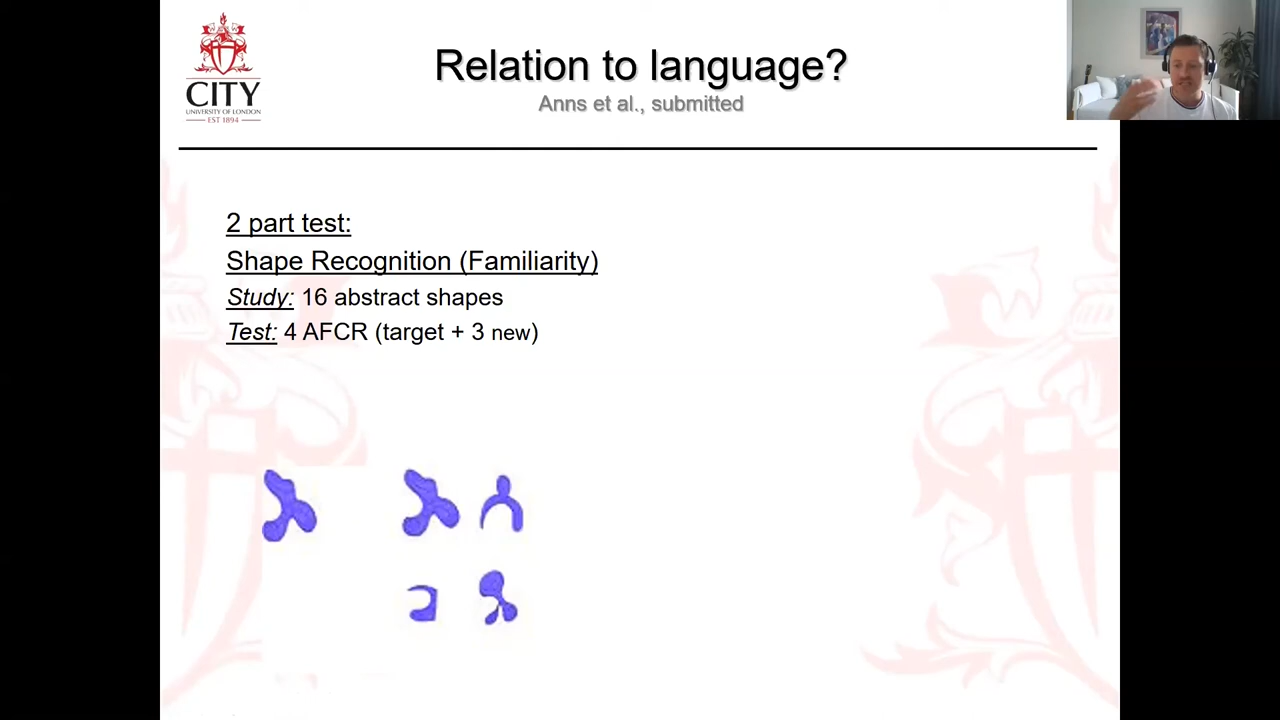 CITY
UNIVERSITY OF LONDON
EST 1894
Relation to language?
Anns et al., submitted
2 part test:
Shape Recognition (Familiarity)
Study: 16 abstract shapes
Test: 4 AFCR (target + 3 new)